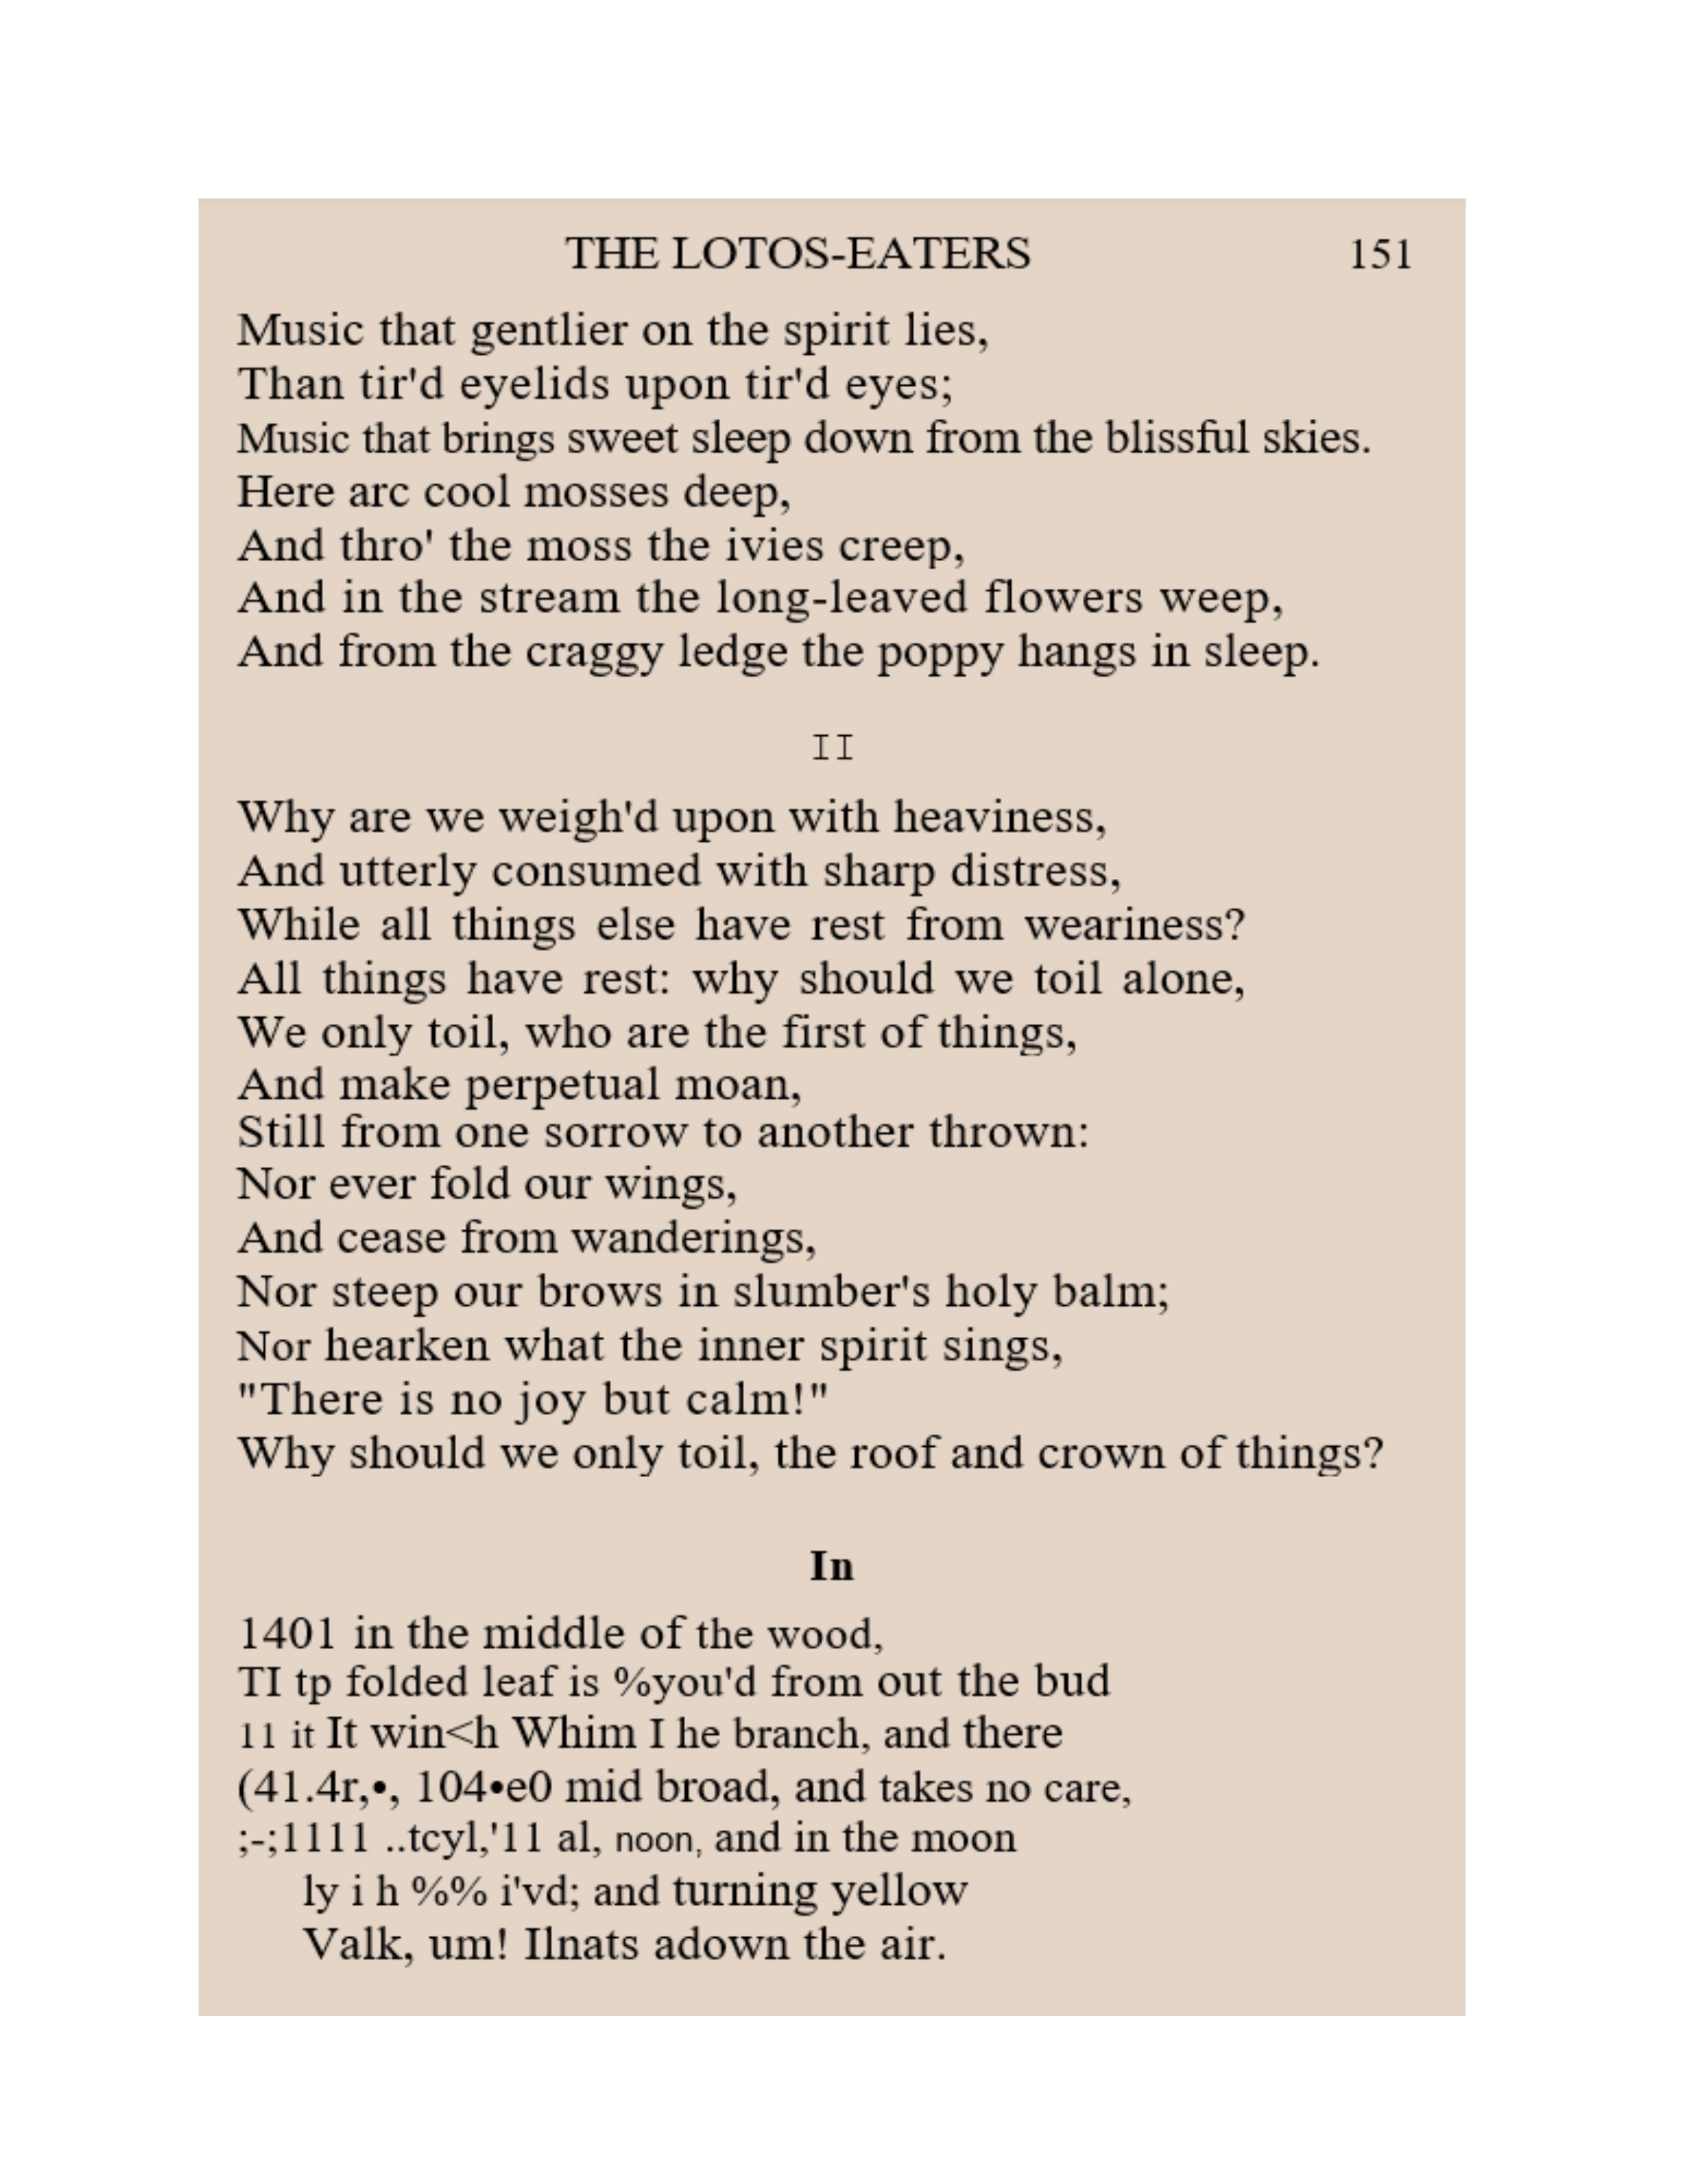 THE LOTOS-EATERS 151
Music that gentlier on the spirit lies,
Than tir'd eyelids upon tir'd eyes;
Music that brings sweet sleep down from the blissful skies.
Here arc cool mosses deep,
And thro' the moss the ivies creep,
And in the stream the long-leaved flowers weep,
And from the craggy ledge the poppy hangs in sleep.
II
Why are we weigh'd upon with heaviness,
And utterly consumed with sharp distress,
While all things else have rest from weariness?
All things have rest: why should we toil alone,
We only toil, who are the first of things,
And make perpetual moan,
Still from one sorrow to another thrown:
Nor ever fold our wings,
And cease from wanderings,
Nor steep our brows in slumber's holy balm;
Nor hearken what the inner spirit sings,
"There is no joy but calm!"
Why should we only toil, the roof and crown of things?
In
1401 in the middle of the wood,
TI tp folded leaf is %you'd from out the bud
11 it It win<h Whim I he branch, and there
(41.4r,•, 104•e0 mid broad, and takes no care,
;-;1111 ..tcyl,'11 al, noon, and in the moon
ly i h %% i'vd; and turning yellow
Valk, um! Ilnats adown the air.